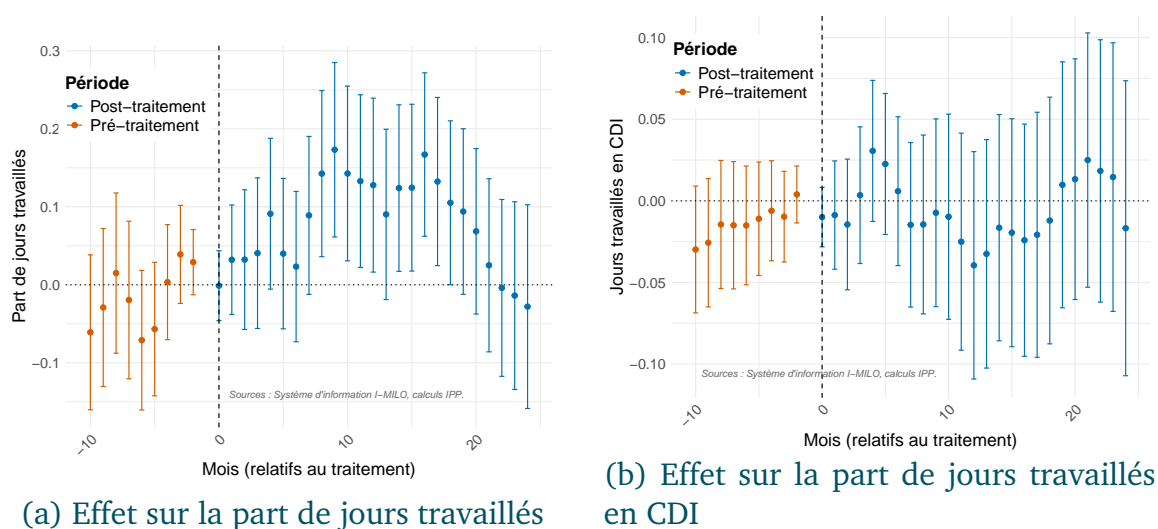 0.3
0.2
0.1
0.0
−0.1
Part de jours travaillés
Période
Post−traitement
Pré−traitement
Sources : Système d'information I−MILO, calculs IPP.
−10
0
10
20
Mois (relatifs au traitement)
(a) Effet sur la part de jours travaillés
0.10
0.05
0.00
−0.05
−0.10
Jours travaillés en CDI
Période
Post−traitement
Pré−traitement
Sources : Système d'information I−MILO, calculs IPP.
−10
0
10
20
Mois (relatifs au traitement)
(b) Effet sur la part de jours travaillés
en CDI